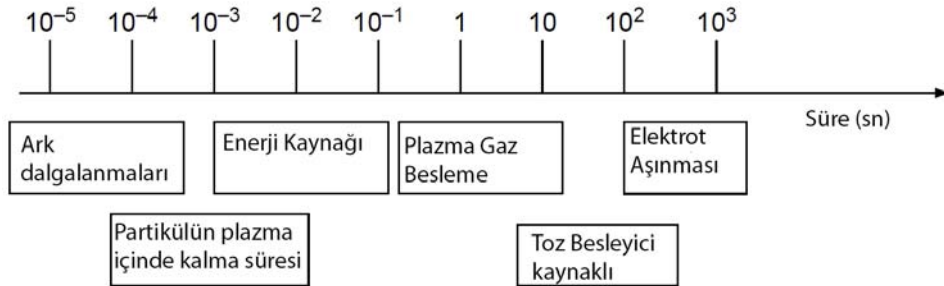 10⁻⁵ 10⁻⁴ 10⁻³ 10⁻² 10⁻¹ 1 10 10² 10³
Süre (sn)
Ark
dalgalanmaları
Enerji Kaynağı
Plazma Gaz
Besleme
Elektrot
Aşınması
Partikülün plazma
içinde kalma süresi
Toz Besleyici
kaynaklı